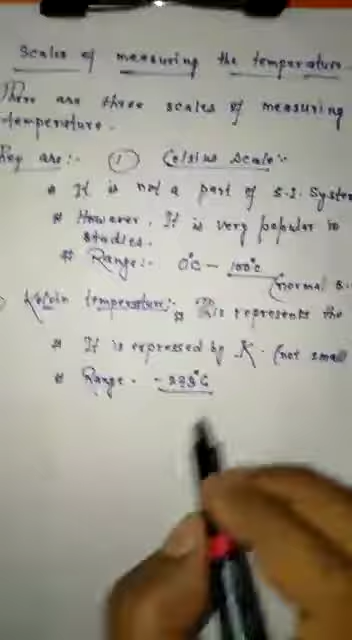 Scales of measuring the temperature.
There are three scales of measuring
temperature.
They are:- ① Celsius Scale:-
* It is not a part of S.I. System
* However, It is very popular in
studies.
* Range:- 0°C - 100°C
(normal
Kelvin temperature:- * represents the
* It is expressed by K. (not small
* Range - -273°C